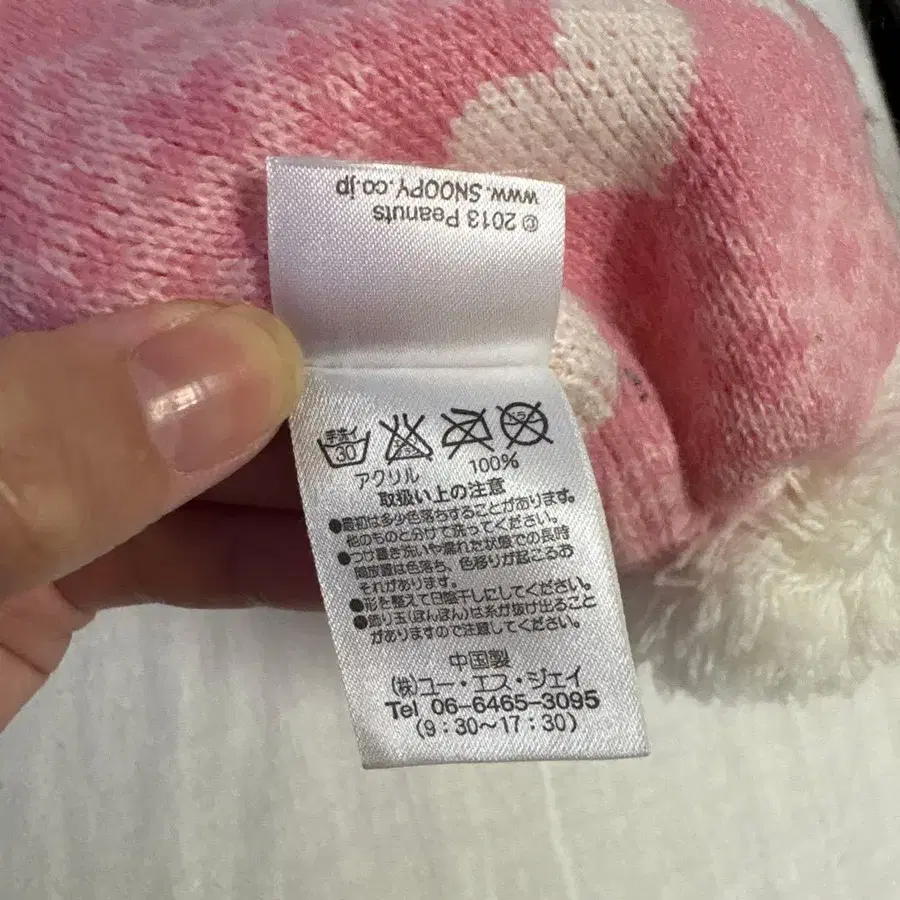 © 2013 Peanuts
www.SNOOPY.co.jp
手洗イ
30
アクリル 100%
取扱い上の注意
●最初は多少色落ちすることがあります。
他のものと分けて洗ってください。
●つけ置き洗いや濡れた状態での長時
間放置は色落ち、色移りが起こるお
それがあります。
●形を整えて日陰干しにしてください。
●飾り玉(ぽんぽん)は糸が抜け出ること
がありますので注意してください。
中国製
(株)ユー・エス・ジェイ
Tel 06-6465-3095
(9:30〜17:30)